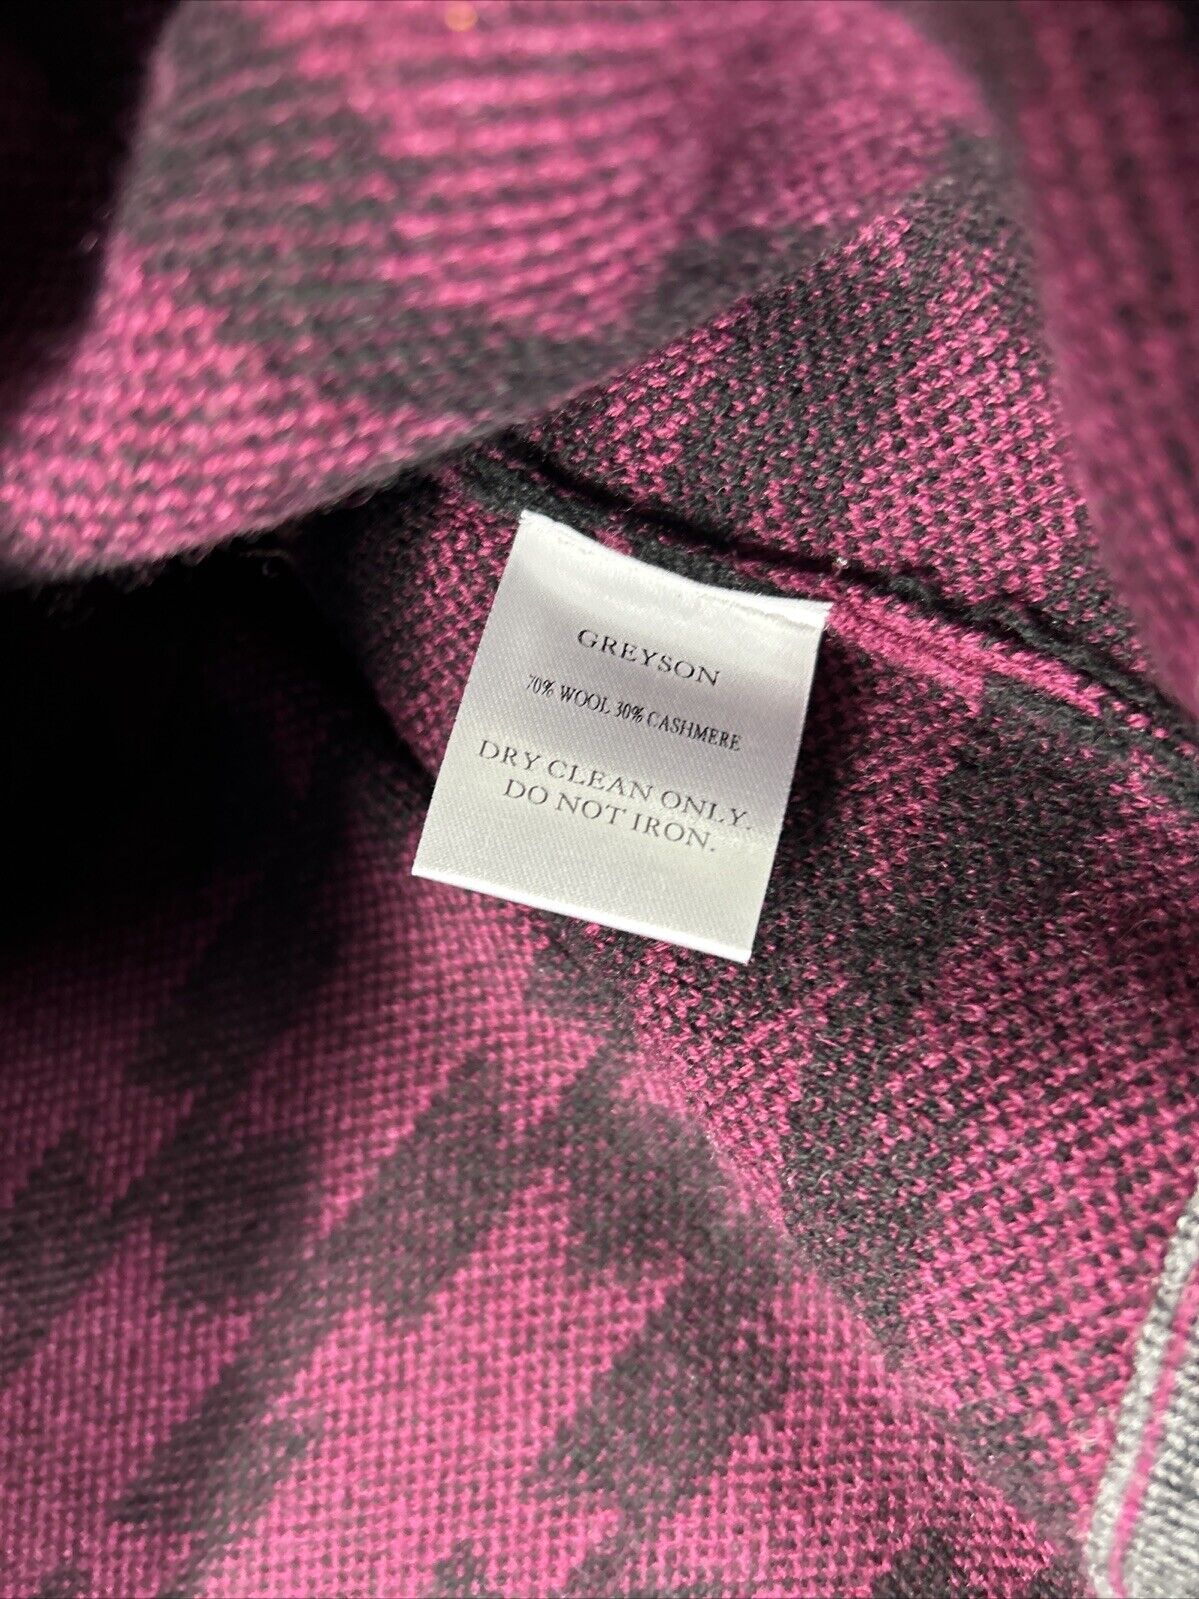 GREYSON
70% WOOL 30% CASHMERE
DRY CLEAN ONLY.
DO NOT IRON.